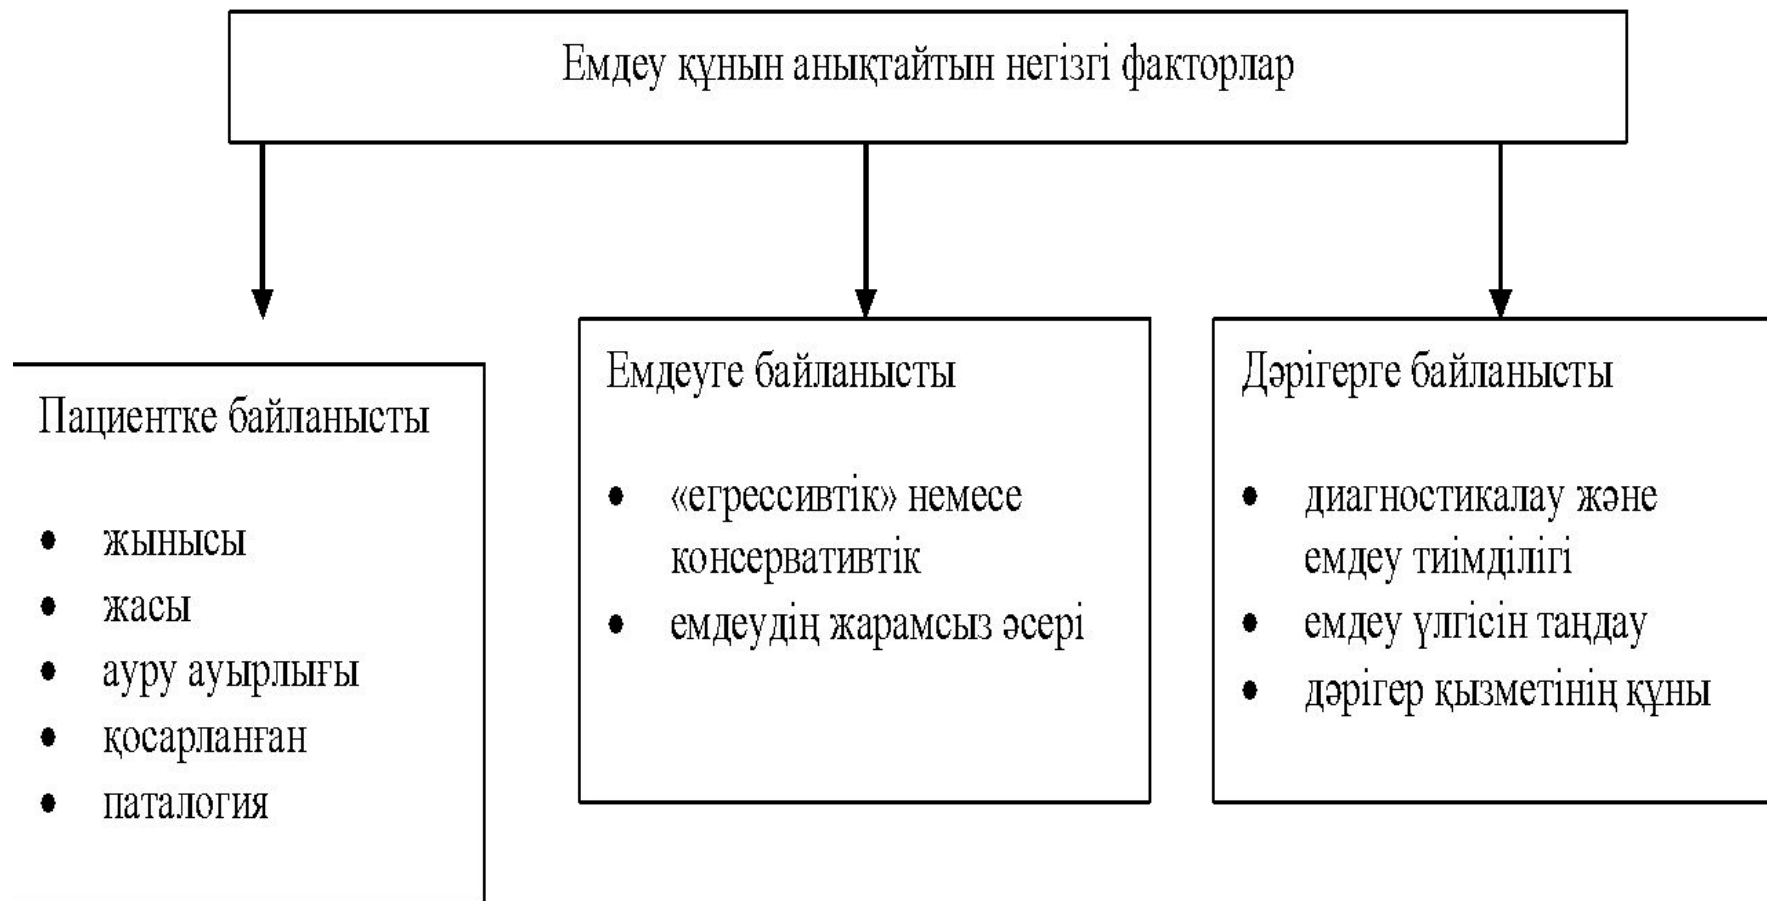 Емдеу құнын анықтайтын негізгі факторлар
Пациентке байланысты
• жынысы
• жасы
• ауру ауырлығы
• қосарланған
• паталогия
Емдеуге байланысты
• «егрессивтік» немесе
консервативтік
• емдеудің жарамсыз әсері
Дәрігерге байланысты
• диагностикалау және
емдеу тиімділігі
• емдеу үлгісін таңдау
• дәрігер қызметінің құны